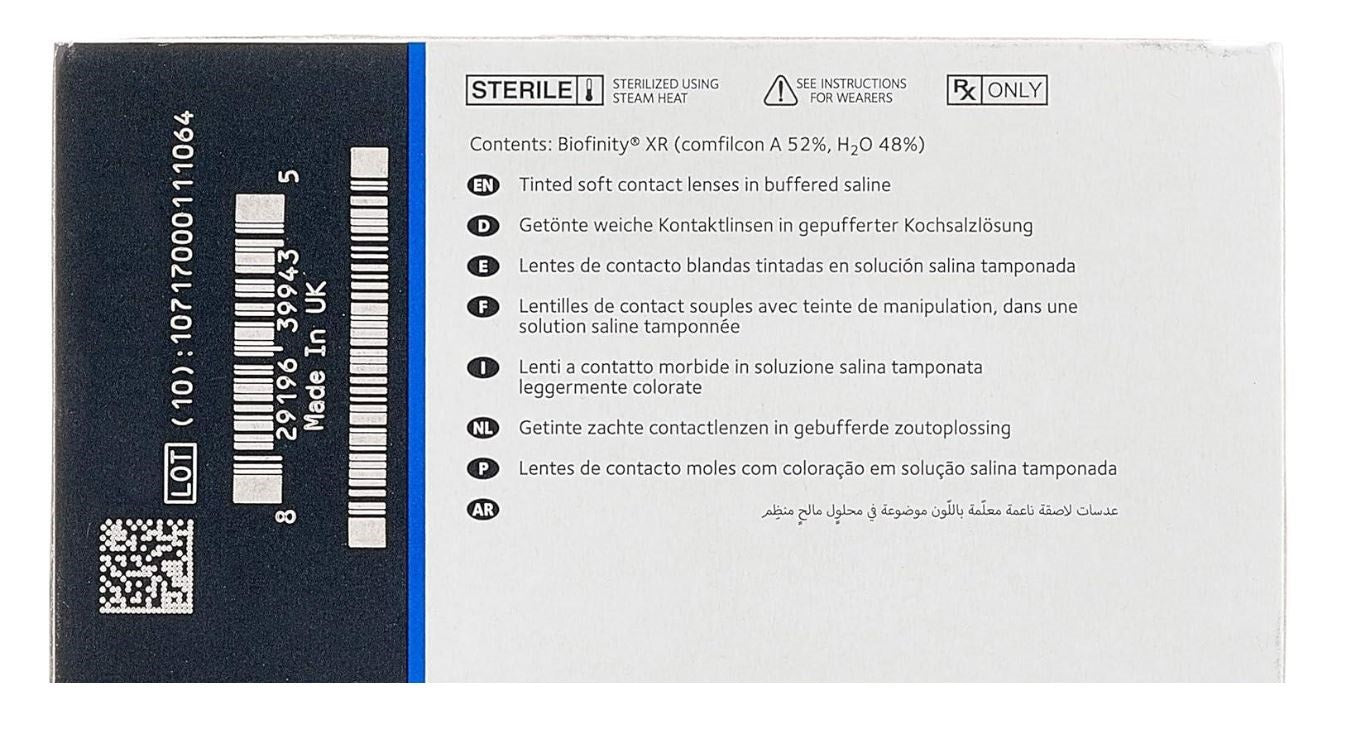 LOT (10):10717000111064
8 29196 39943 5
Made In UK
STERILE STERILIZED USING
STEAM HEAT
SEE INSTRUCTIONS
FOR WEARERS
Rx ONLY
Contents: Biofinity® XR (comfilcon A 52%, H₂O 48%)
EN Tinted soft contact lenses in buffered saline
D Getönte weiche Kontaktlinsen in gepufferter Kochsalzlösung
E Lentes de contacto blandas tintadas en solución salina tamponada
F Lentilles de contact souples avec teinte de manipulation, dans une
solution saline tamponnée
I Lenti a contatto morbide in soluzione salina tamponata
leggermente colorate
NL Getinte zachte contactlenzen in gebufferde zoutoplossing
P Lentes de contacto moles com coloração em solução salina tamponada
AR عدسات لاصقة ناعمة معلّمة باللّون موضوعة في محلولٍ مالحٍ منظِم